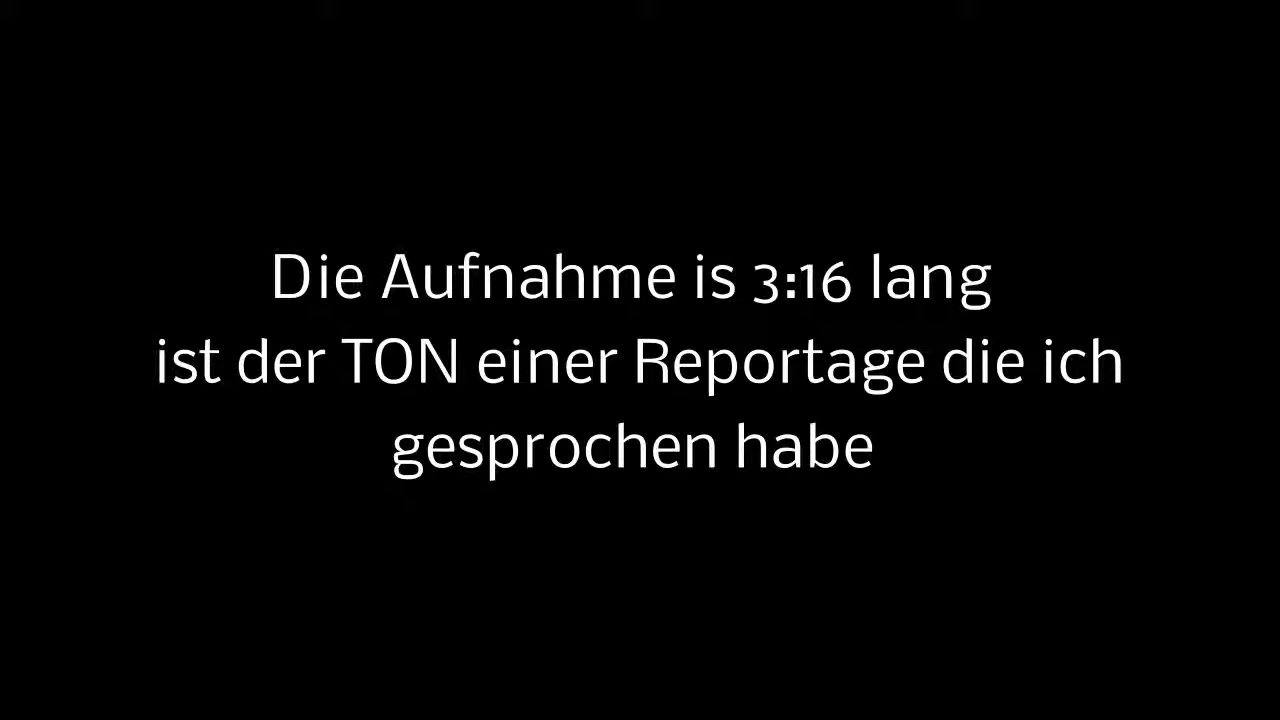 Die Aufnahme is 3:16 lang
ist der TON einer Reportage die ich
gesprochen habe